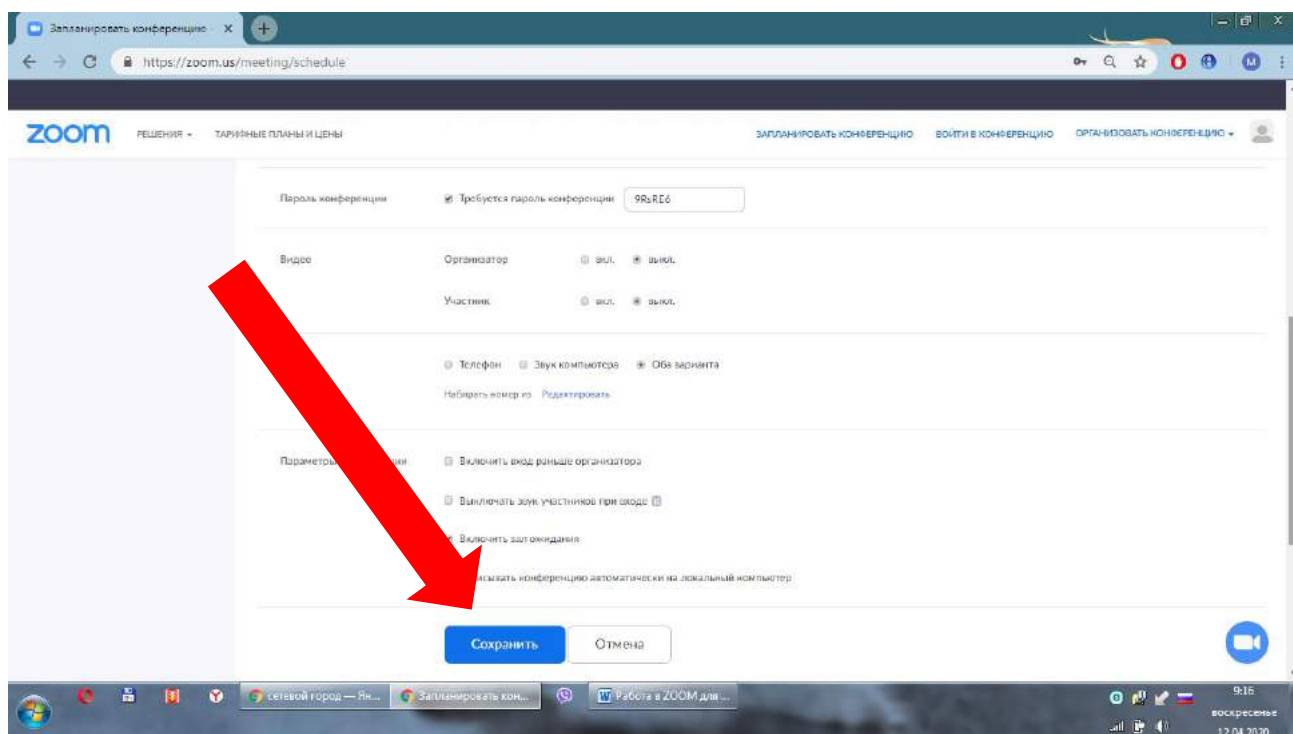 Запланировать конференцию - X
https://zoom.us/meeting/schedule
zoom РЕШЕНИЯ ТАРИФНЫЕ ПЛАНЫ И ЦЕНЫ ЗАПЛАНИРОВАТЬ КОНФЕРЕНЦИЮ ВОЙТИ В КОНФЕРЕНЦИЮ ОРГАНИЗОВАТЬ КОНФЕРЕНЦИЮ
Пароль конференции Требуется пароль конференции 9RsRE6
Видео Организатор вкл. выкл.
Участник вкл. выкл.
Телефон Звук компьютера Оба варианта
Набирать номер из Редактировать
Параметры Включить вход раньше организатора
Выключать звук участников при входе
Включить зал ожидания
конференцию автоматически на локальный компьютер
Сохранить Отмена
сетевой город — Ян... Запланировать кон... Работа в ZOOM для ...
9:16
воскресенье
12.04.2020